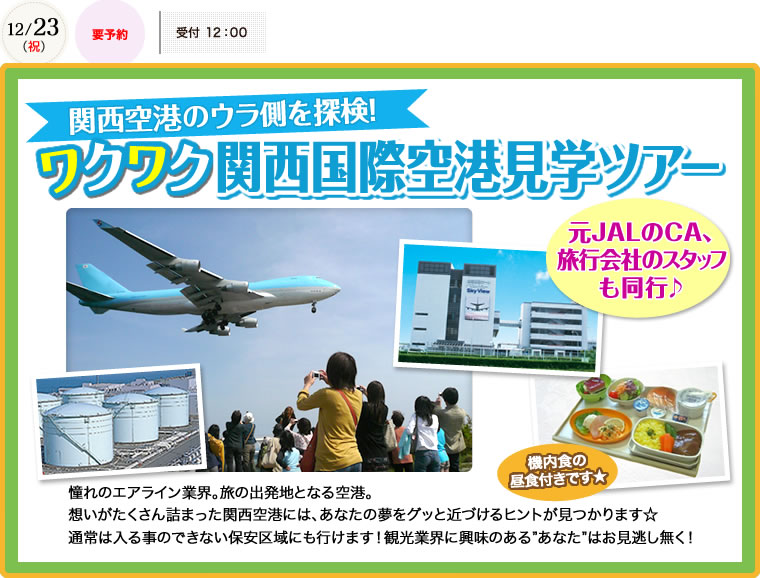 12/23
(祝)
要予約
受付 12:00
関西空港のウラ側を探検!
ワクワク関西国際空港見学ツアー
元JALのCA、
旅行会社のスタッフ
も同行♪
Sky View
機内食の
昼食付きです★
憧れのエアライン業界。旅の出発地となる空港。
想いがたくさん詰まった関西空港には、あなたの夢をグッと近づけるヒントが見つかります☆
通常は入る事のできない保安区域にも行けます!観光業界に興味のある"あなた"はお見逃し無く!